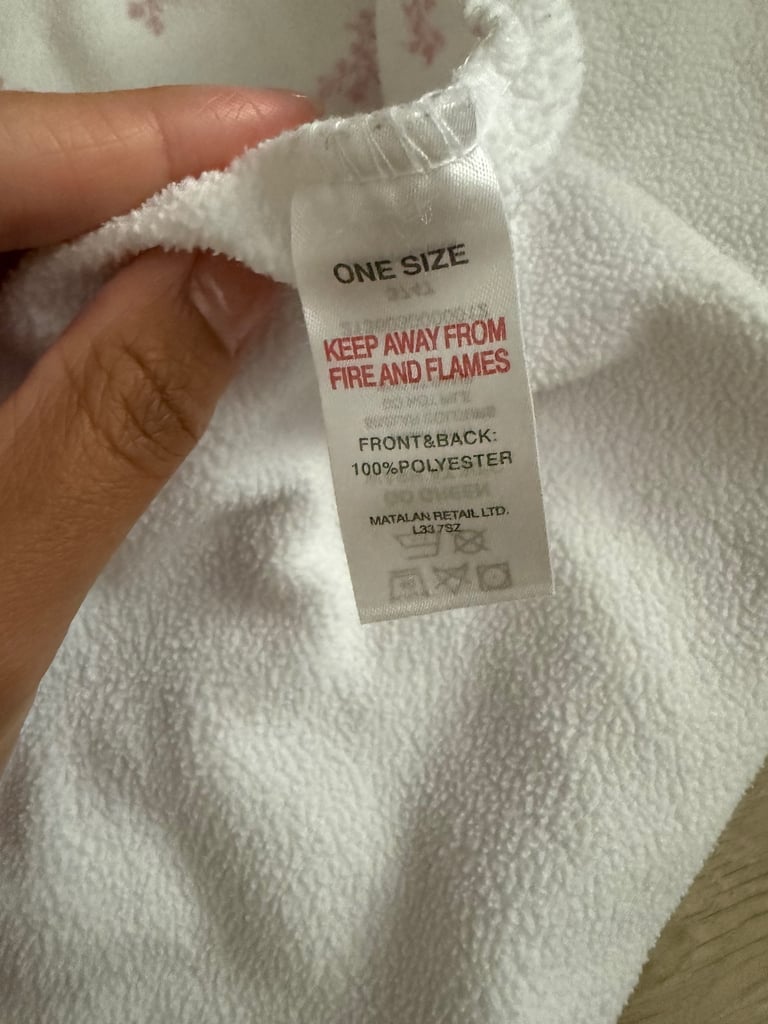 ONE SIZE
KEEP AWAY FROM
FIRE AND FLAMES
FRONT&BACK:
100%POLYESTER
MATALAN RETAIL LTD.
L33 7SZ